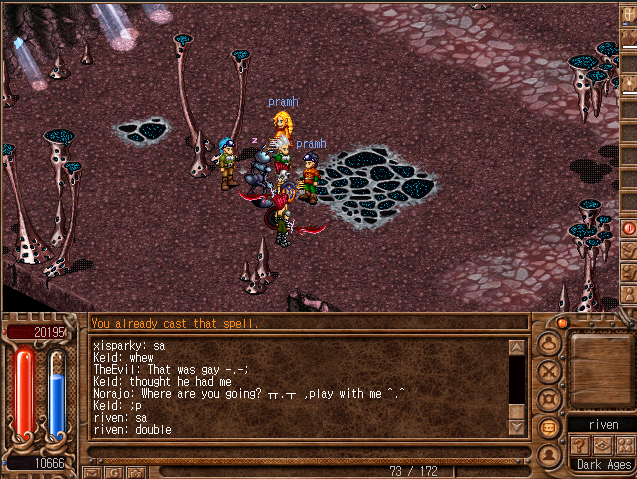 pramh
z
pramh
You already cast that spell.
20195
xisparky: sa
Keld: whew
TheEvil: That was gay -.-;
Keld: thought he had me
Norajo: Where are you going? ㅠ.ㅜ ,play with me ^.^
Keld: ;p
riven: sa
riven: double
10666
G
73 / 172
riven
?
Dark Ages